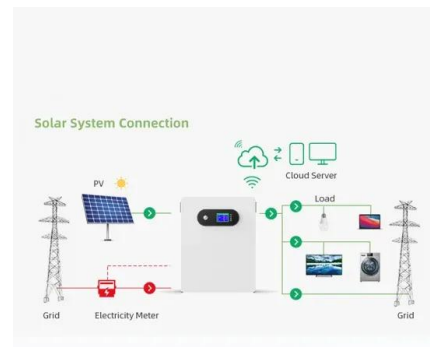 Solar System Connection
Cloud Server
PV
Load
Grid
Electricity Meter
Grid